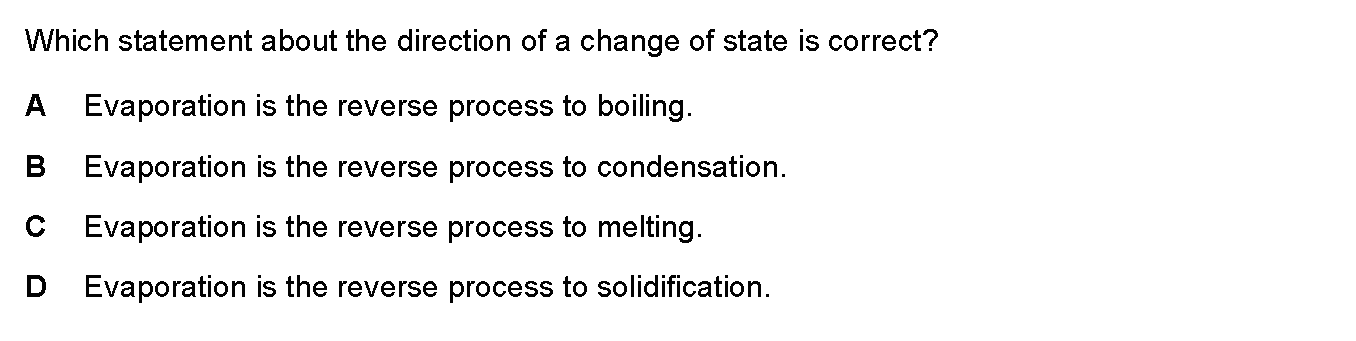 Which statement about the direction of a change of state is correct?
A Evaporation is the reverse process to boiling.
B Evaporation is the reverse process to condensation.
C Evaporation is the reverse process to melting.
D Evaporation is the reverse process to solidification.